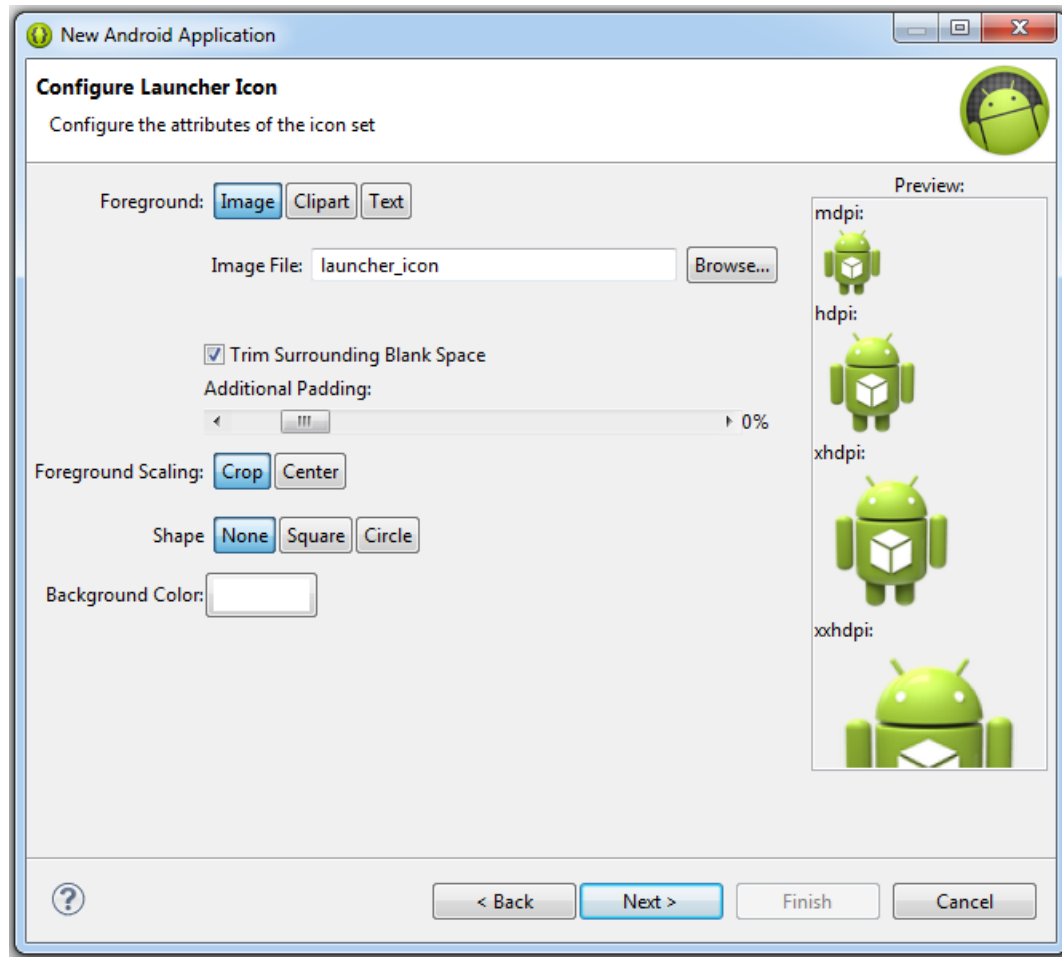 New Android Application
Configure Launcher Icon
Configure the attributes of the icon set
Foreground: Image Clipart Text
Image File: launcher_icon Browse...
Trim Surrounding Blank Space
Additional Padding:
0%
Foreground Scaling: Crop Center
Shape None Square Circle
Background Color:
Preview:
mdpi:
hdpi:
xhdpi:
xxhdpi:
< Back Next > Finish Cancel